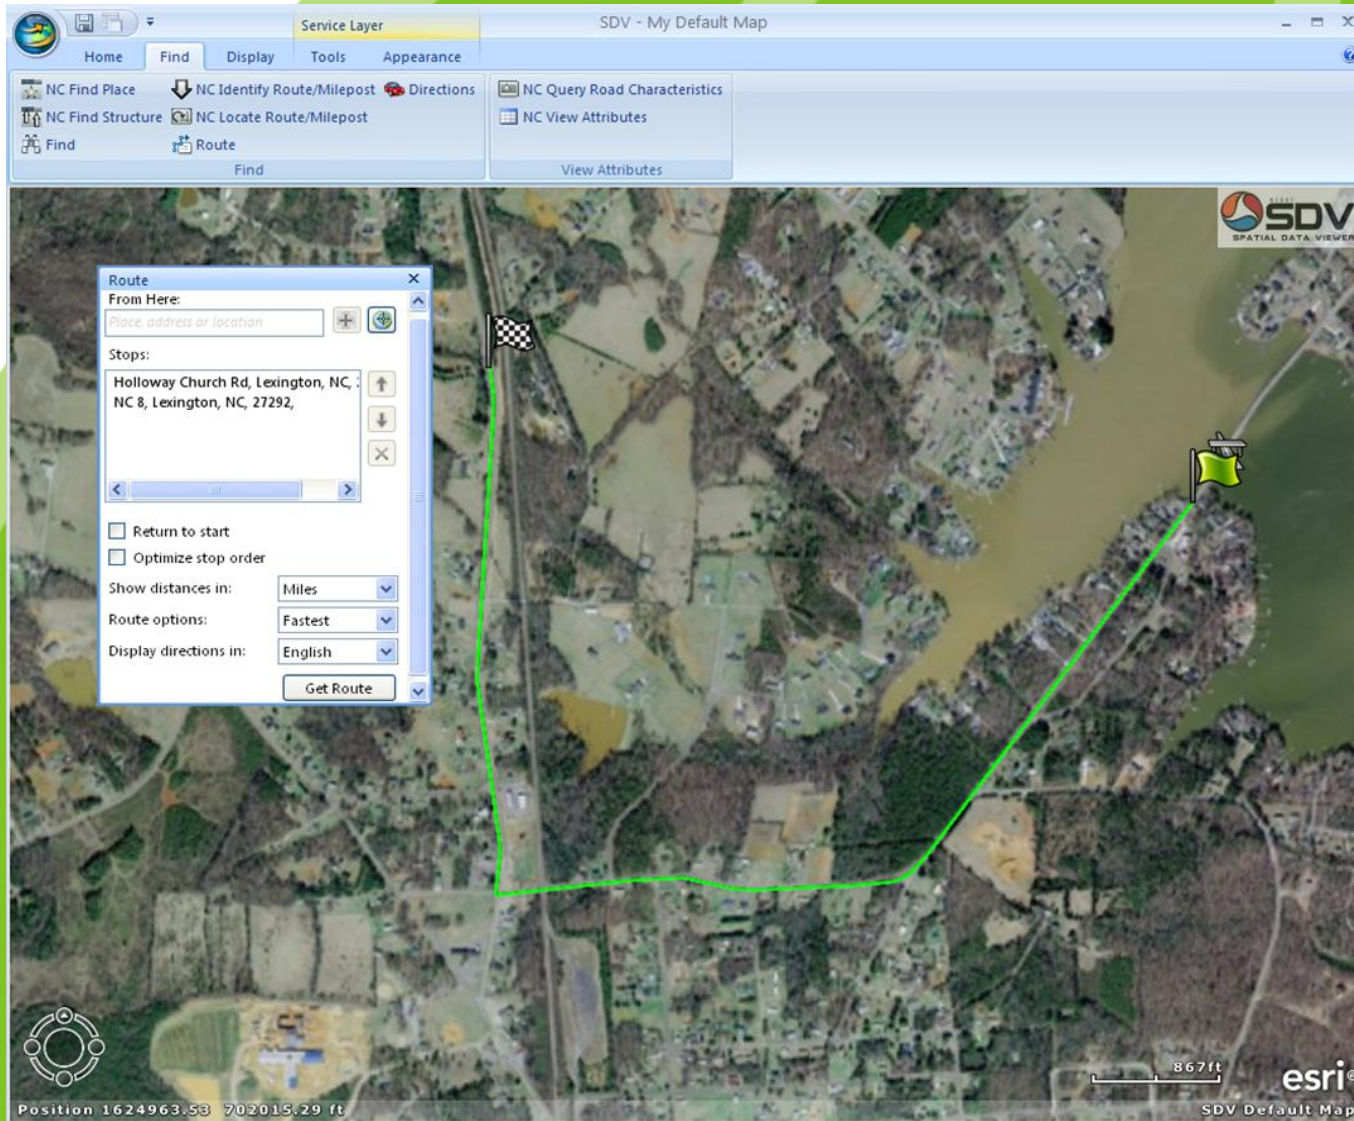 Service Layer
SDV - My Default Map
Home Find Display Tools Appearance
NC Find Place NC Identify Route/Milepost Directions NC Query Road Characteristics
NC Find Structure NC Locate Route/Milepost NC View Attributes
Find Route
Find View Attributes
SDV
SPATIAL DATA VIEWER
Route
From Here:
Place, address or location
Stops:
Holloway Church Rd, Lexington, NC,
NC 8, Lexington, NC, 27292,
Return to start
Optimize stop order
Show distances in: Miles
Route options: Fastest
Display directions in: English
Get Route
867ft
esri
Position 1624963.53 702015.29 ft
SDV Default Map